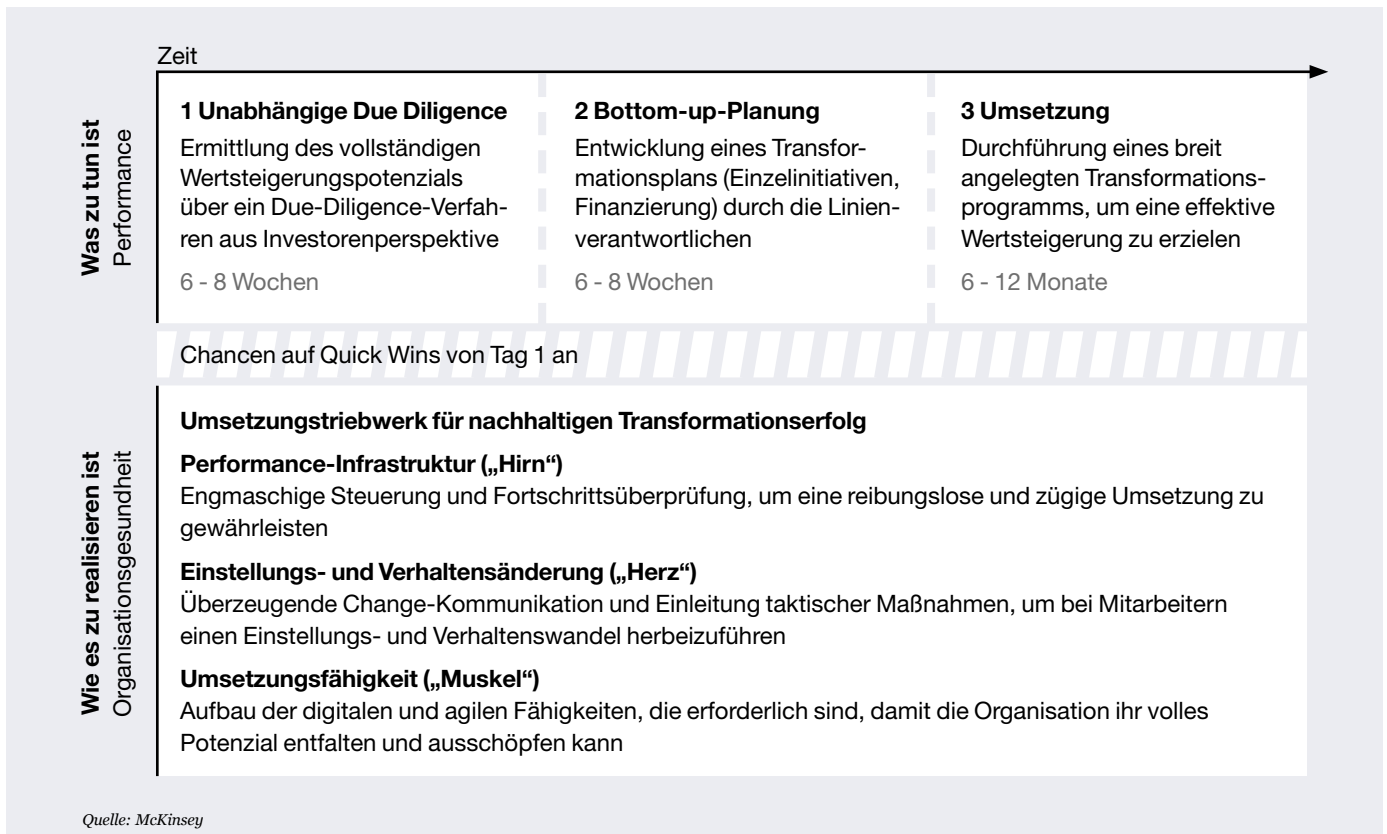 Zeit
Was zu tun ist
Performance
1 Unabhängige Due Diligence
Ermittlung des vollständigen
Wertsteigerungspotenzials
über ein Due-Diligence-Verfah-
ren aus Investorenperspektive
6 - 8 Wochen
2 Bottom-up-Planung
Entwicklung eines Transfor-
mationsplans (Einzelinitiativen,
Finanzierung) durch die Linien-
verantwortlichen
6 - 8 Wochen
3 Umsetzung
Durchführung eines breit
angelegten Transformations-
programms, um eine effektive
Wertsteigerung zu erzielen
6 - 12 Monate
Chancen auf Quick Wins von Tag 1 an
Wie es zu realisieren ist
Organisationsgesundheit
Umsetzungstriebwerk für nachhaltigen Transformationserfolg
Performance-Infrastruktur („Hirn“)
Engmaschige Steuerung und Fortschrittsüberprüfung, um eine reibungslose und zügige Umsetzung zu
gewährleisten
Einstellungs- und Verhaltensänderung („Herz“)
Überzeugende Change-Kommunikation und Einleitung taktischer Maßnahmen, um bei Mitarbeitern
einen Einstellungs- und Verhaltenswandel herbeizuführen
Umsetzungsfähigkeit („Muskel“)
Aufbau der digitalen und agilen Fähigkeiten, die erforderlich sind, damit die Organisation ihr volles
Potenzial entfalten und ausschöpfen kann
Quelle: McKinsey